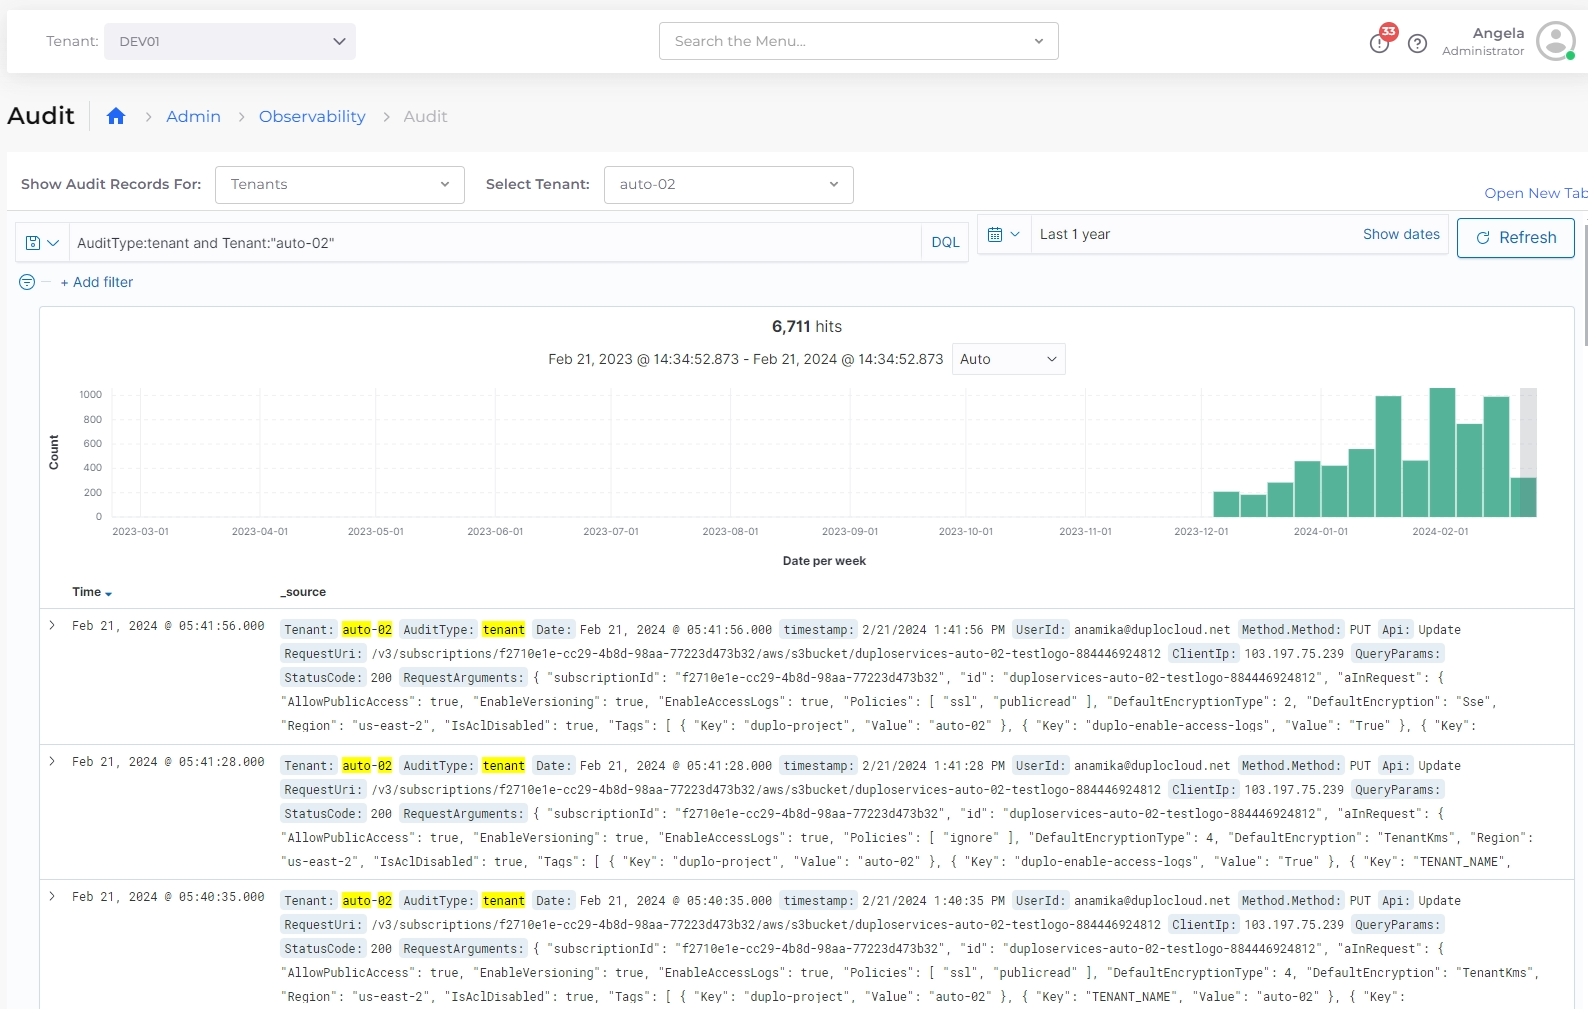 Tenant: DEV01 Search the Menu... 33 Angela
Administrator
Audit > Admin > Observability > Audit
Show Audit Records For: Tenants Select Tenant: auto-02
Open New Tab
AuditType:tenant and Tenant:"auto-02" DQL Last 1 year Show dates Refresh
+ Add filter
6,711 hits
Feb 21, 2023 @ 14:34:52.873 - Feb 21, 2024 @ 14:34:52.873 Auto
Count
1000
800
600
400
200
0
2023-03-01 2023-04-01 2023-05-01 2023-06-01 2023-07-01 2023-08-01 2023-09-01 2023-10-01 2023-11-01 2023-12-01 2024-01-01 2024-02-01
Date per week
Time _source
Feb 21, 2024 @ 05:41:56.000 Tenant: auto-02 AuditType: tenant Date: Feb 21, 2024 @ 05:41:56.000 timestamp: 2/21/2024 1:41:56 PM UserId: anamika@duplocloud.net Method.Method: PUT Api: Update
RequestUri: /v3/subscriptions/f2710e1e-cc29-4b8d-98aa-77223d473b32/aws/s3bucket/duploservices-auto-02-testlogo-884446924812 ClientIp: 103.197.75.239 QueryParams:
StatusCode: 200 RequestArguments: { "subscriptionId": "f2710e1e-cc29-4b8d-98aa-77223d473b32", "id": "duploservices-auto-02-testlogo-884446924812", "aInRequest": {
"AllowPublicAccess": true, "EnableVersioning": true, "EnableAccessLogs": true, "Policies": [ "ssl", "publicread" ], "DefaultEncryptionType": 2, "DefaultEncryption": "Sse",
"Region": "us-east-2", "IsAclDisabled": true, "Tags": [ { "Key": "duplo-project", "Value": "auto-02" }, { "Key": "duplo-enable-access-logs", "Value": "True" }, { "Key":
Feb 21, 2024 @ 05:41:28.000 Tenant: auto-02 AuditType: tenant Date: Feb 21, 2024 @ 05:41:28.000 timestamp: 2/21/2024 1:41:28 PM UserId: anamika@duplocloud.net Method.Method: PUT Api: Update
RequestUri: /v3/subscriptions/f2710e1e-cc29-4b8d-98aa-77223d473b32/aws/s3bucket/duploservices-auto-02-testlogo-884446924812 ClientIp: 103.197.75.239 QueryParams:
StatusCode: 200 RequestArguments: { "subscriptionId": "f2710e1e-cc29-4b8d-98aa-77223d473b32", "id": "duploservices-auto-02-testlogo-884446924812", "aInRequest": {
"AllowPublicAccess": true, "EnableVersioning": true, "EnableAccessLogs": true, "Policies": [ "ignore" ], "DefaultEncryptionType": 4, "DefaultEncryption": "TenantKms", "Region":
"us-east-2", "IsAclDisabled": true, "Tags": [ { "Key": "duplo-project", "Value": "auto-02" }, { "Key": "duplo-enable-access-logs", "Value": "True" }, { "Key": "TENANT_NAME",
Feb 21, 2024 @ 05:40:35.000 Tenant: auto-02 AuditType: tenant Date: Feb 21, 2024 @ 05:40:35.000 timestamp: 2/21/2024 1:40:35 PM UserId: anamika@duplocloud.net Method.Method: PUT Api: Update
RequestUri: /v3/subscriptions/f2710e1e-cc29-4b8d-98aa-77223d473b32/aws/s3bucket/duploservices-auto-02-testlogo-884446924812 ClientIp: 103.197.75.239 QueryParams:
StatusCode: 200 RequestArguments: { "subscriptionId": "f2710e1e-cc29-4b8d-98aa-77223d473b32", "id": "duploservices-auto-02-testlogo-884446924812", "aInRequest": {
"AllowPublicAccess": true, "EnableVersioning": true, "EnableAccessLogs": true, "Policies": [ "ssl", "publicread" ], "DefaultEncryptionType": 4, "DefaultEncryption": "TenantKms",
"Region": "us-east-2", "IsAclDisabled": true, "Tags": [ { "Key": "duplo-project", "Value": "auto-02" }, { "Key": "TENANT_NAME", "Value": "auto-02" }, { "Key":